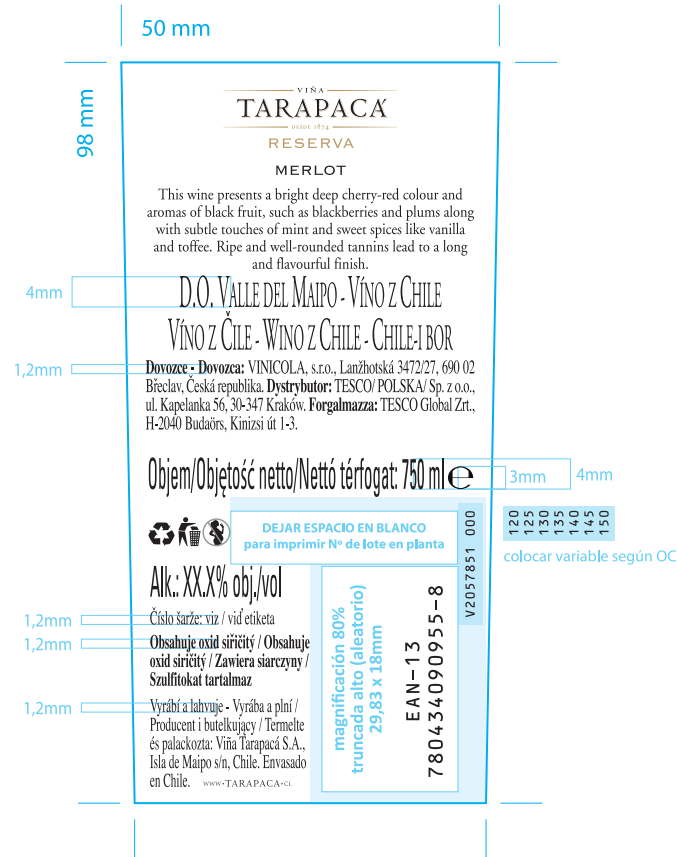 50 mm
98 mm
VIÑA
TARAPACÁ
DESDE 1874
RESERVA
MERLOT
This wine presents a bright deep cherry-red colour and
aromas of black fruit, such as blackberries and plums along
with subtle touches of mint and sweet spices like vanilla
and toffee. Ripe and well-rounded tannins lead to a long
and flavourful finish.
4mm
D.O. VALLE DEL MAIPO - VÍNO Z CHILE
VÍNO Z ČILE - WINO Z CHILE - CHILE-I BOR
1,2mm
Dovozce - Dovozca: VINICOLA, s.r.o., Lanžhotská 3472/27, 690 02
Břeclav, Česká republika. Dystrybutor: TESCO/ POLSKA/ Sp. z o.o.,
ul. Kapelanka 56, 30-347 Kraków. Forgalmazza: TESCO Global Zrt.,
H-2040 Budaörs, Kinizsi út 1-3.
Objem/Objętość netto/Nettó térfogat: 750 ml ℮
3mm
4mm
DEJAR ESPACIO EN BLANCO
para imprimir Nº de lote en planta
V2057851 000
120
125
130
135
140
145
150
colocar variable según OC
Alk.: XX.X% obj./vol
1,2mm
Číslo šarže: viz / viď etiketa
1,2mm
Obsahuje oxid siřičitý / Obsahuje
oxid siričitý / Zawiera siarczyny /
Szulfitokat tartalmaz
1,2mm
Vyrábí a lahvuje - Vyrába a plní /
Producent i butelkujący / Termelte
és palackozta: Viña Tarapacá S.A.,
Isla de Maipo s/n, Chile. Envasado
en Chile.
WWW•TARAPACA•CL
magnificación 80%
truncada alto (aleatorio)
29,83 x 18mm
EAN-13
780434090955-8